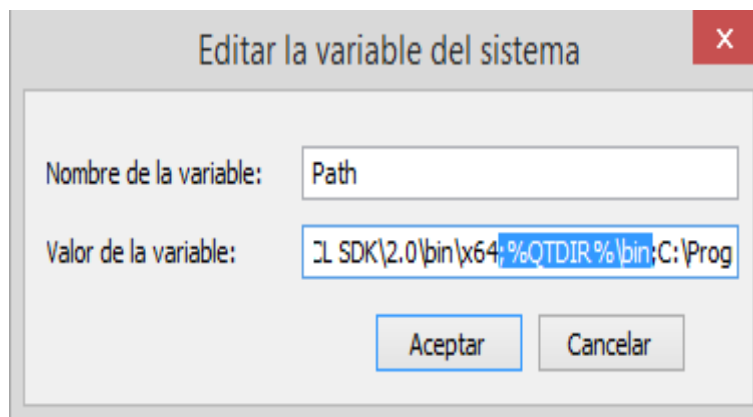 Editar la variable del sistema
x
Nombre de la variable: Path
Valor de la variable: CL SDK\2.0\bin\x64;%QTDIR%\bin;C:\Prog
Aceptar Cancelar